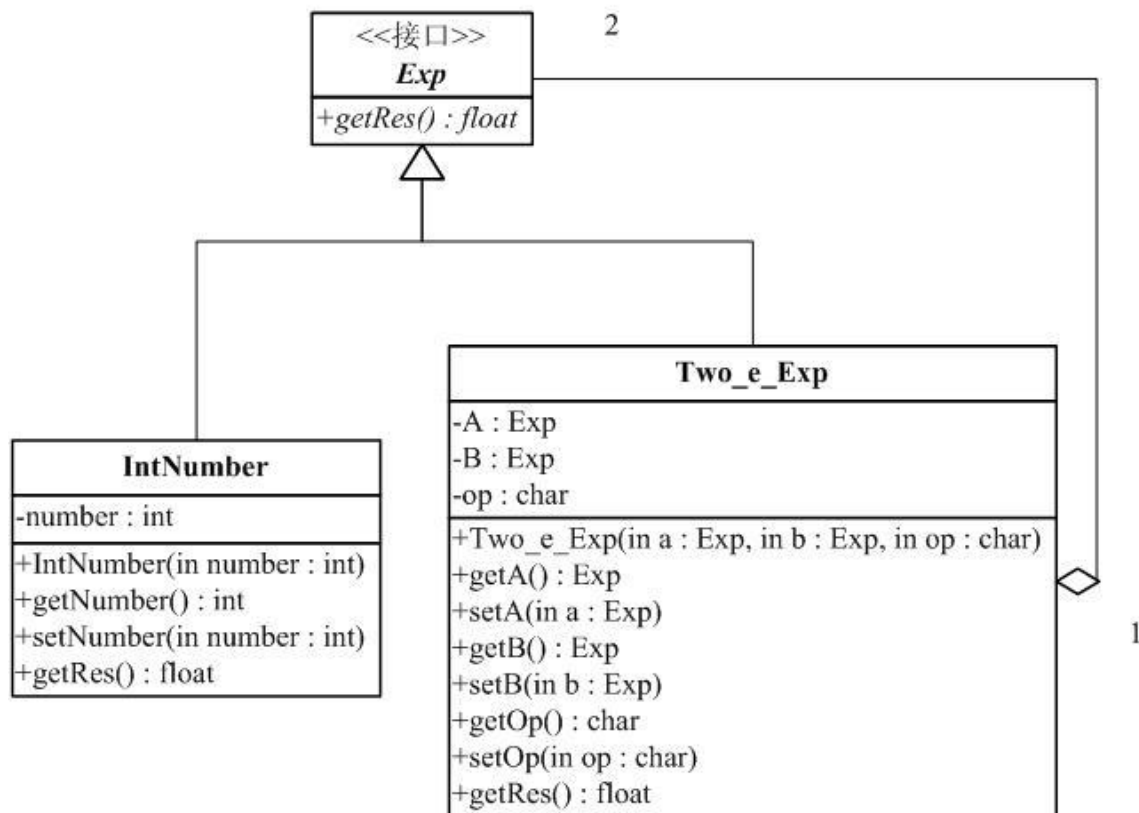 <<接口>>
Exp
+getRes() : float
2
IntNumber
-number : int
+IntNumber(in number : int)
+getNumber() : int
+setNumber(in number : int)
+getRes() : float
Two_e_Exp
-A : Exp
-B : Exp
-op : char
+Two_e_Exp(in a : Exp, in b : Exp, in op : char)
+getA() : Exp
+setA(in a : Exp)
+getB() : Exp
+setB(in b : Exp)
+getOp() : char
+setOp(in op : char)
+getRes() : float
1